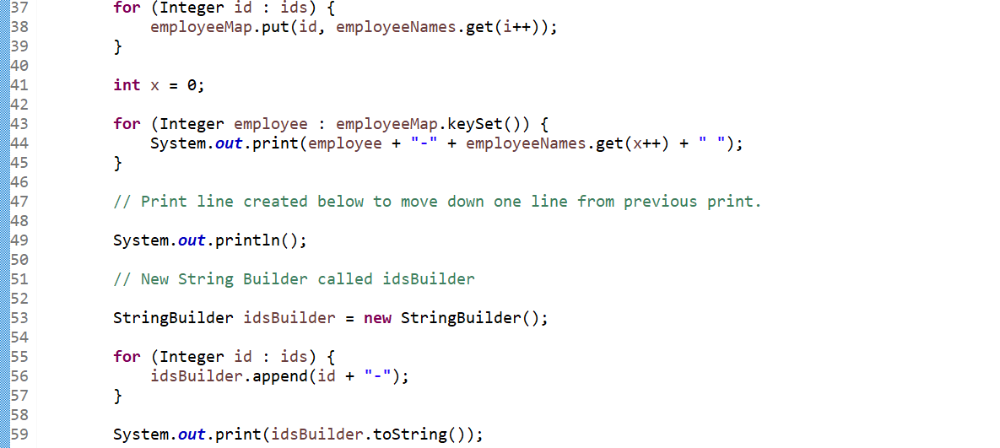 37 for (Integer id : ids) {
38 employeeMap.put(id, employeeNames.get(i++));
39 }
40
41 int x = 0;
42
43 for (Integer employee : employeeMap.keySet()) {
44 System.out.print(employee + "-" + employeeNames.get(x++) + " ");
45 }
46
47 // Print line created below to move down one line from previous print.
48
49 System.out.println();
50
51 // New String Builder called idsBuilder
52
53 StringBuilder idsBuilder = new StringBuilder();
54
55 for (Integer id : ids) {
56 idsBuilder.append(id + "-");
57 }
58
59 System.out.print(idsBuilder.toString());